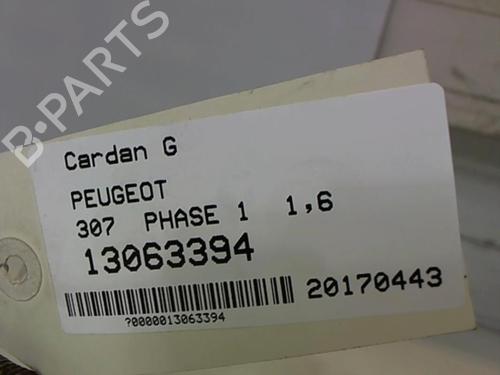 B-PARTS
Cardan G
PEUGEOT
307 PHASE 1 1,6
13063394
20170443
?0000013063394